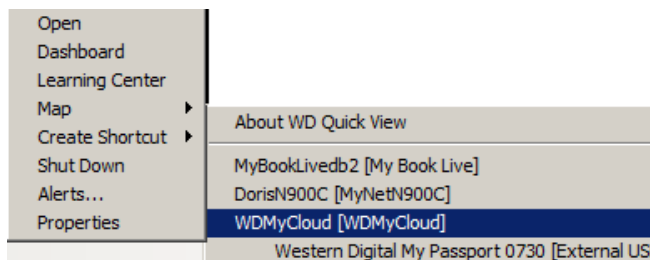 Open
Dashboard
Learning Center
Map
Create Shortcut
Shut Down
Alerts...
Properties
About WD Quick View
MyBookLivedb2 [My Book Live]
DorisN900C [MyNetN900C]
WDMyCloud [WDMyCloud]
Western Digital My Passport 0730 [External US